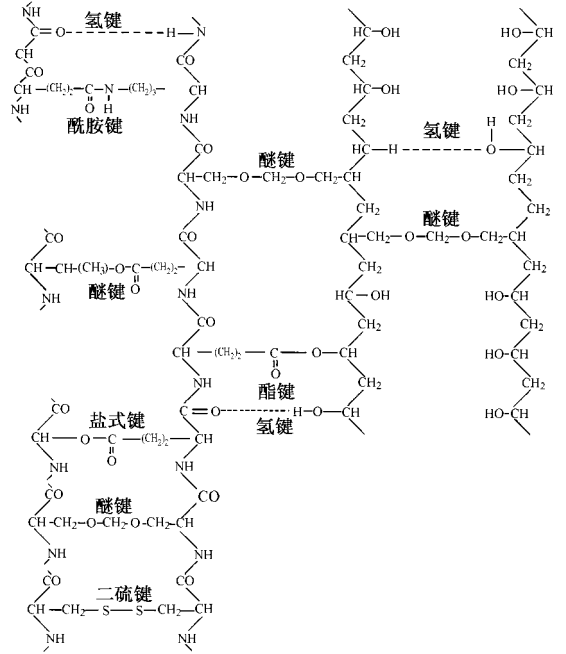 NH 氢键 HC—OH HO—CH
C=O H—N
CH CO CH₂ CH₂
CO CH CH—OH HO—CH
CH—(CH₂)₂—C—N—(CH₂)₃— CH₂ CH₂
O H H
NH 酰胺键 NH 氢键
CO 醚键 HC—H O—CH
CH—CH₂—O—CH₂—O—CH₂—CH CH₂
NH CH₂ 醚键 CH₂
CO CO CH—CH₂—O—CH₂—O—CH₂—CH
CH—CH—(CH₃)—O—C—(CH₂)₂—CH CH₂ CH₂
醚键 O
NH NH HC—OH HO—CH
CO CH₂ CH₂
CH—(CH₂)₂—C—O—CH HO—CH
O
NH 酯键 CH₂ CH₂
CO 盐式键 C=O H—O—CH HO—CH
氢键
CH—O—C—(CH₂)₂—CH
O
NH NH
CO 醚键 CO
CH—CH₂—O—CH₂—O—CH₂—CH
NH NH
CO 二硫键 CO
CH—CH₂—S—S—CH₂—CH
NH NH